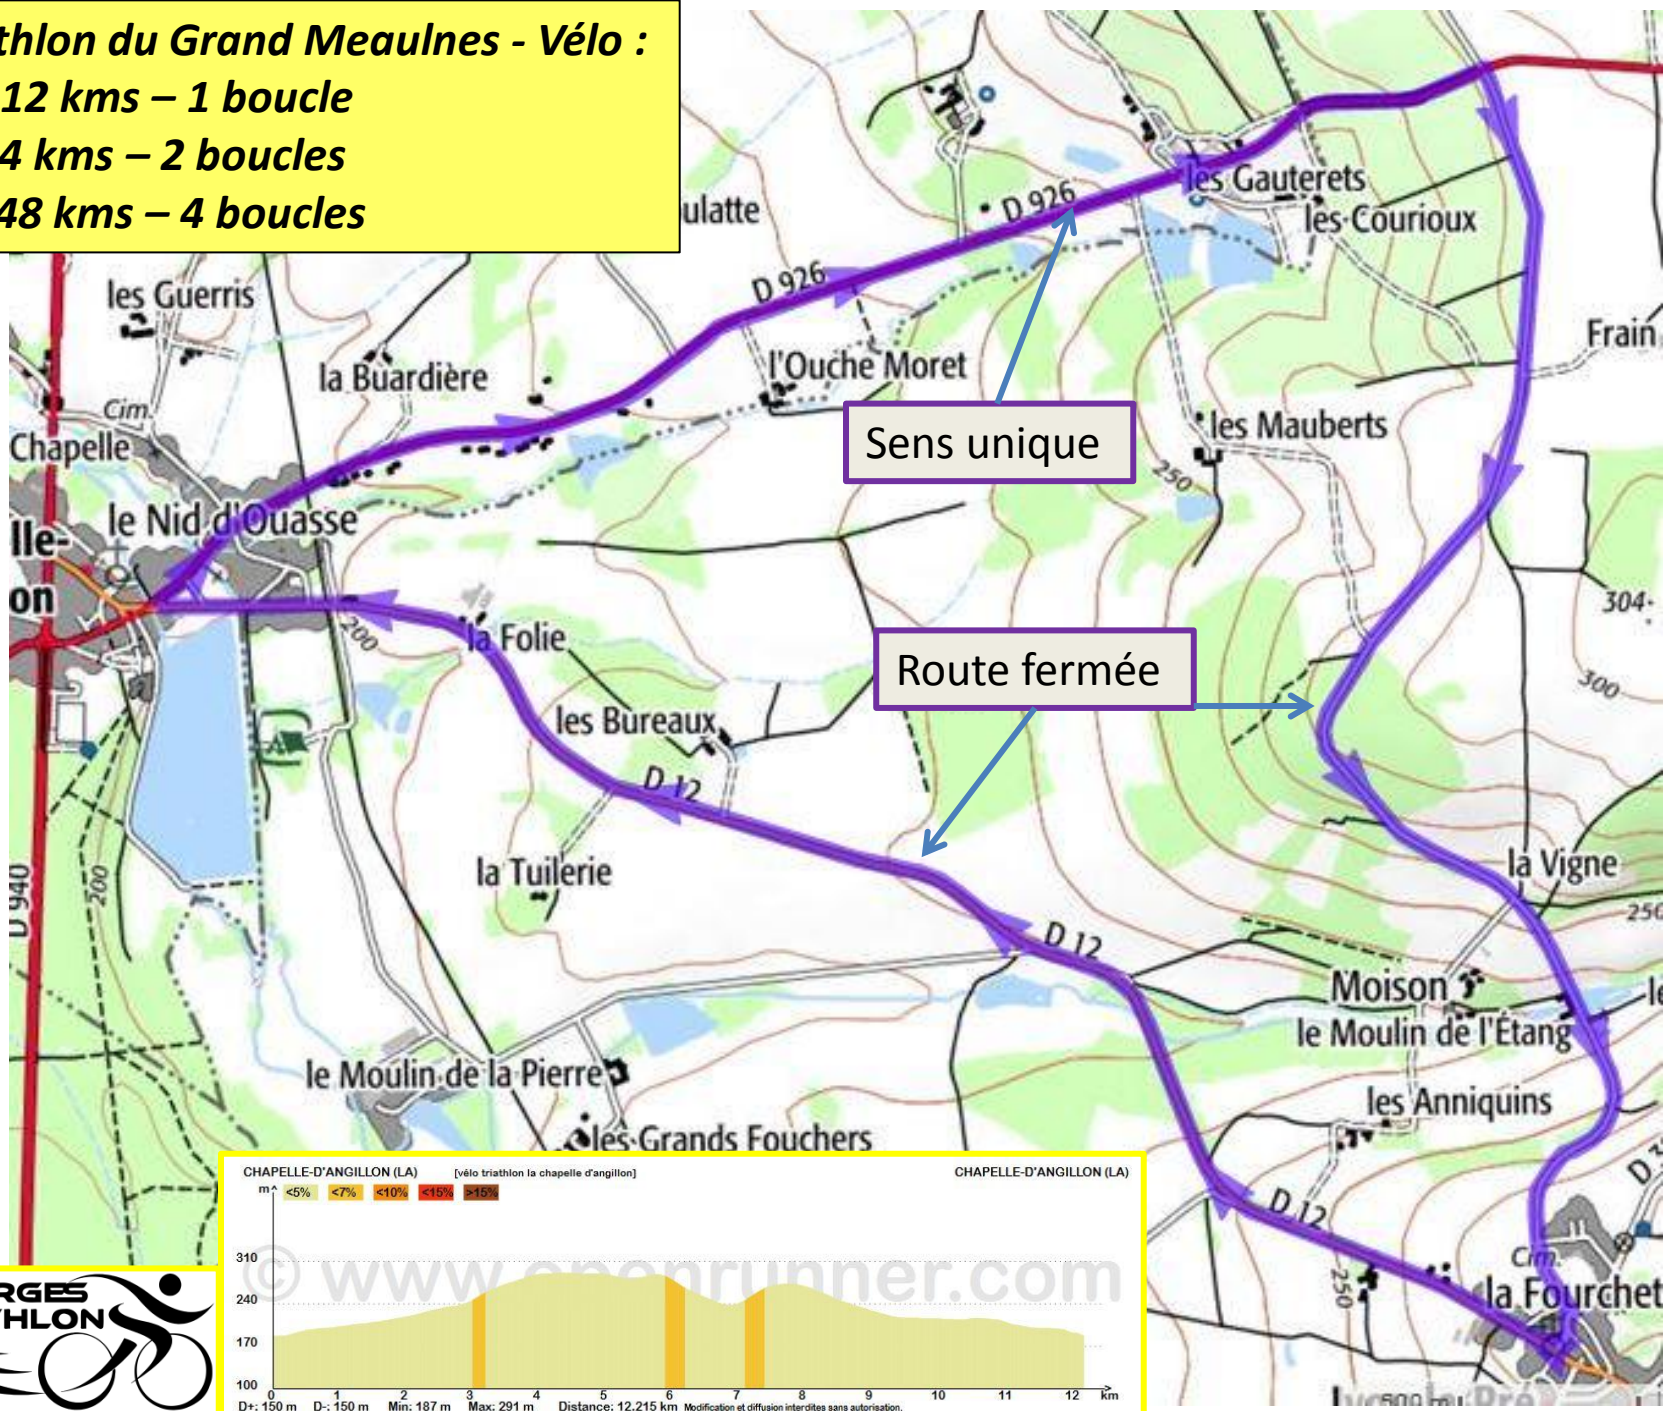 thlon du Grand Meaulnes - Vélo :
12 kms – 1 boucle
4 kms – 2 boucles
48 kms – 4 boucles
ulatte
les Gauterets
D 926
les Courioux
D 926
les Guerris
Frain
la Buardière
l'Ouche Moret
Cim.
Chapelle
Sens unique
les Mauberts
250
le Nid d'Ouasse
lle-
on
304
200
la Folie
Route fermée
300
les Bureaux
D 12
la Tuilerie
la Vigne
D 940
200
250
D 12
Moison
le
le Moulin de l'Étang
le Moulin de la Pierre
les Anniquins
les Grands Fouchers
D 12
Cim.
250
la Fourchet
500 m
CHAPELLE-D'ANGILLON (LA) [vélo triathlon la chapelle d'angillon] CHAPELLE-D'ANGILLON (LA)
m <5% <7% <10% <15% >15%
© www.openrunner.com
310
240
170
100
0 1 2 3 4 5 6 7 8 9 10 11 12 km
D+: 150 m D-: 150 m Min: 187 m Max: 291 m Distance: 12.215 km Modification et diffusion interdites sans autorisation.
RGES
THLON